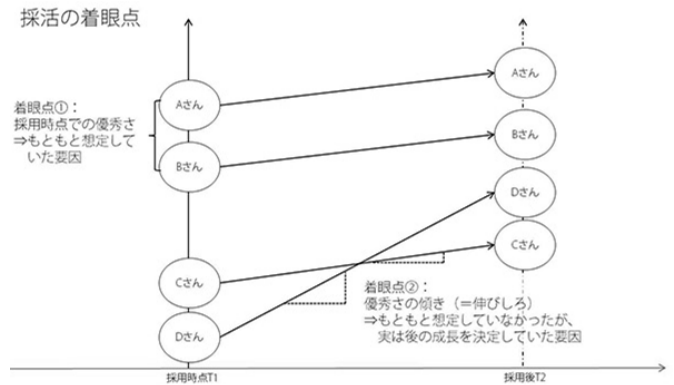 採活の着眼点
Aさん
Aさん
着眼点①：
採用時点での優秀さ
⇒もともと想定して
いた要因
Bさん
Bさん
Dさん
Cさん
Cさん
着眼点②：
優秀さの傾き（＝伸びしろ）
⇒もともと想定していなかったが、
実は後の成長を決定していた要因
Dさん
採用時点T1
採用後T2